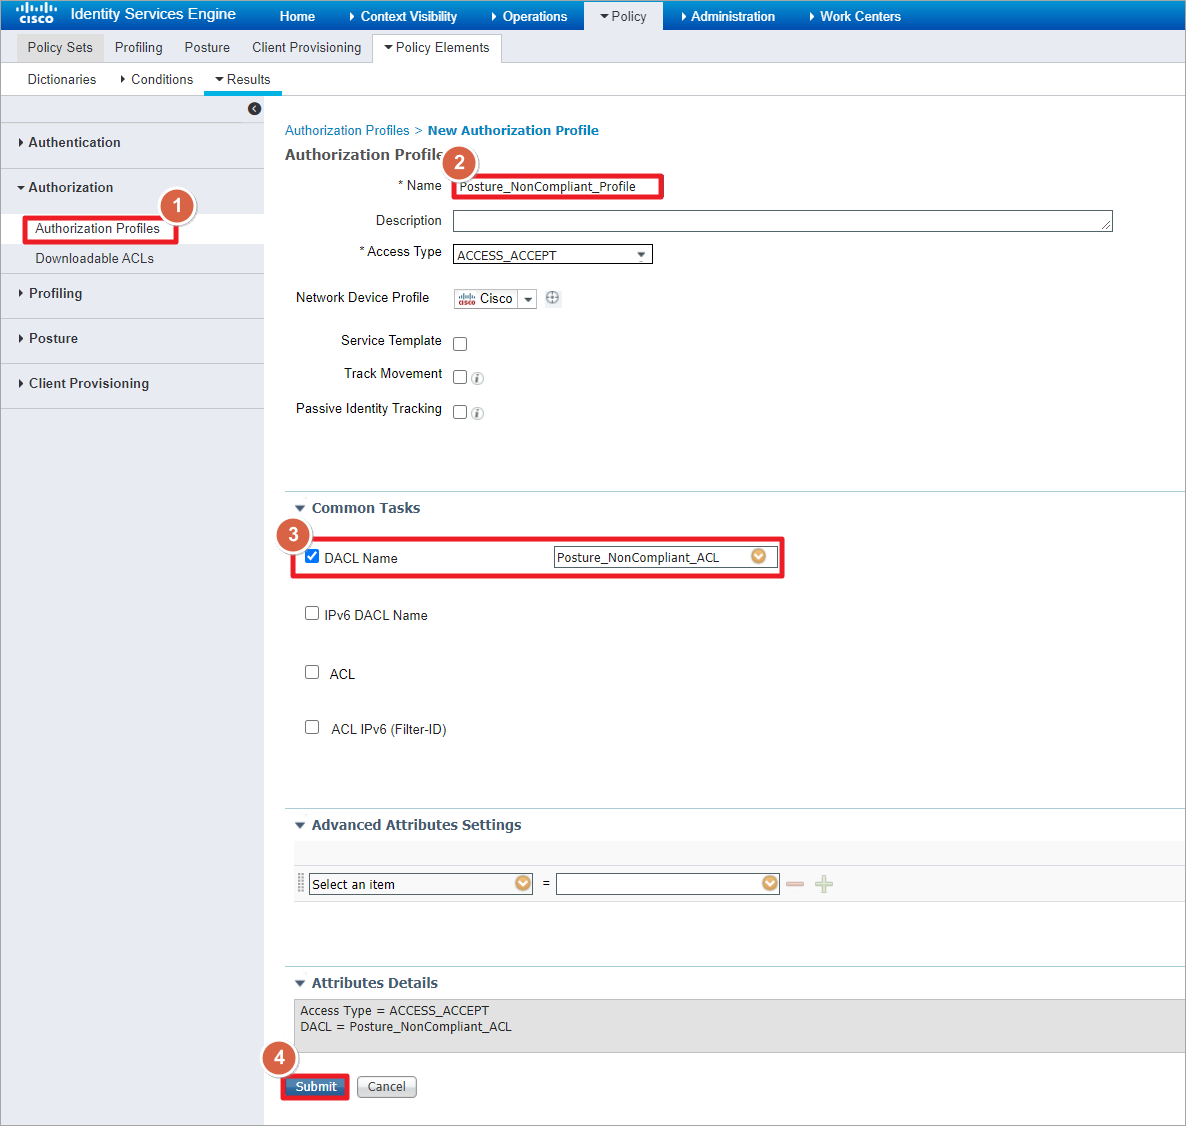 cisco Identity Services Engine Home Context Visibility Operations Policy Administration Work Centers
Policy Sets Profiling Posture Client Provisioning Policy Elements
Dictionaries Conditions Results
Authentication
Authorization
1
Authorization Profiles
Downloadable ACLs
Profiling
Posture
Client Provisioning
Authorization Profiles > New Authorization Profile
Authorization Profile
2
* Name Posture_NonCompliant_Profile
Description
* Access Type ACCESS_ACCEPT
Network Device Profile cisco Cisco
Service Template
Track Movement i
Passive Identity Tracking i
Common Tasks
3
DACL Name Posture_NonCompliant_ACL
IPv6 DACL Name
ACL
ACL IPv6 (Filter-ID)
Advanced Attributes Settings
Select an item =
Attributes Details
Access Type = ACCESS_ACCEPT
DACL = Posture_NonCompliant_ACL
4
Submit Cancel